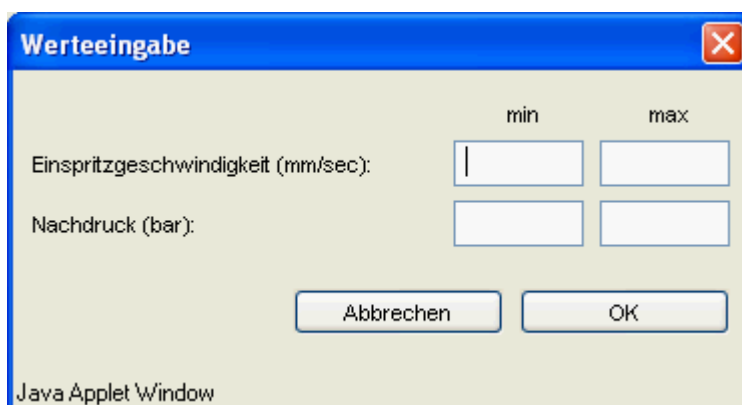 Werteeingabe
min max
Einspritzgeschwindigkeit (mm/sec):
Nachdruck (bar):
Abbrechen OK
Java Applet Window